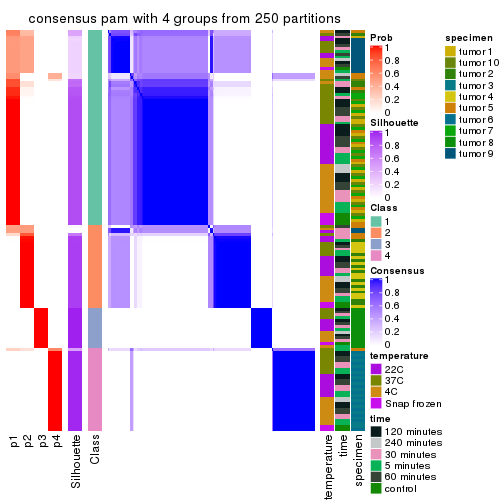 consensus pam with 4 groups from 250 partitions
Prob
1
0.8
0.6
0.4
0.2
0
Silhouette
1
0.8
0.6
0.4
0.2
0
Class
1
2
3
4
Consensus
1
0.8
0.6
0.4
0.2
0
temperature
22C
37C
4C
Snap frozen
time
120 minutes
240 minutes
30 minutes
5 minutes
60 minutes
control
specimen
tumor 1
tumor 10
tumor 2
tumor 3
tumor 4
tumor 5
tumor 6
tumor 7
tumor 8
tumor 9
p1
p2
p3
p4
Silhouette
Class
temperature
time
specimen